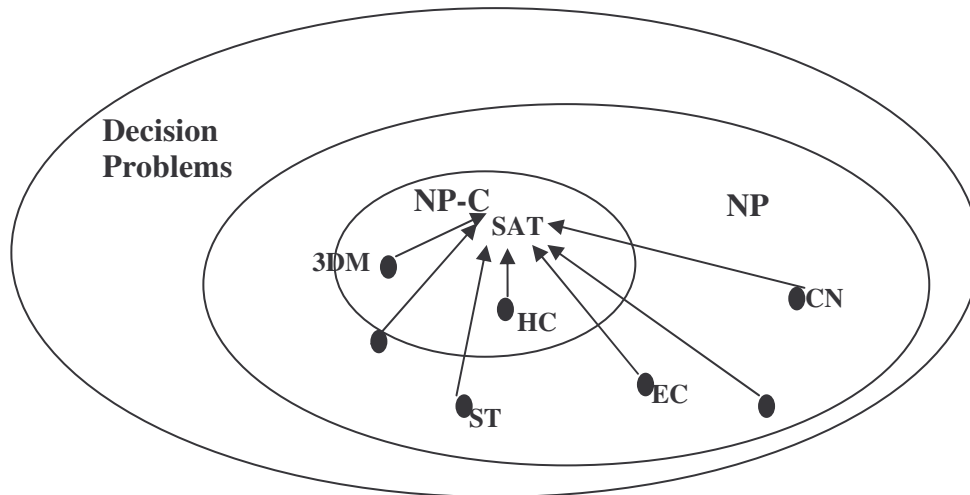 Decision
Problems
NP-C
NP
SAT
3DM
CN
HC
EC
ST